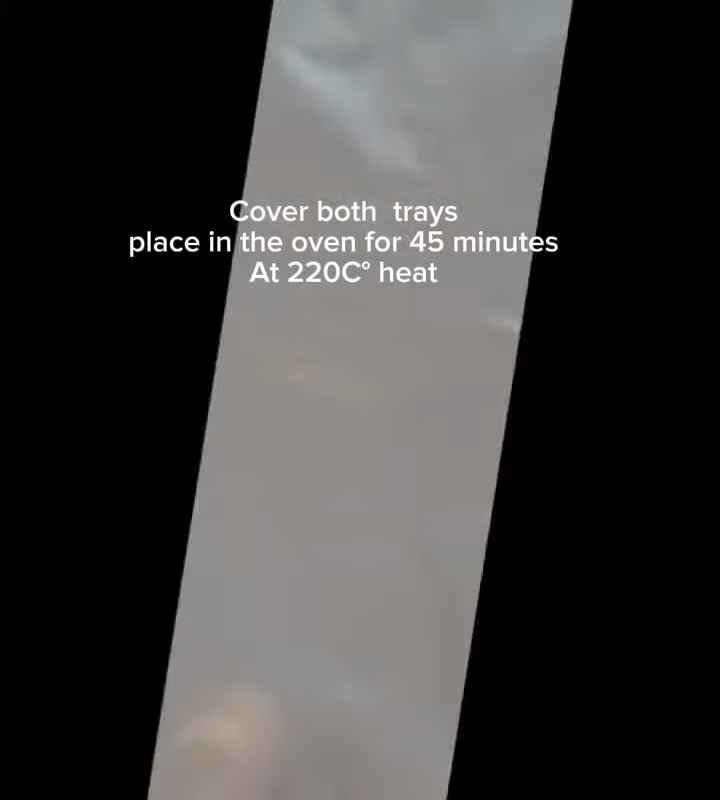 Cover both  trays
place in the oven for 45 minutes
At 220C° heat